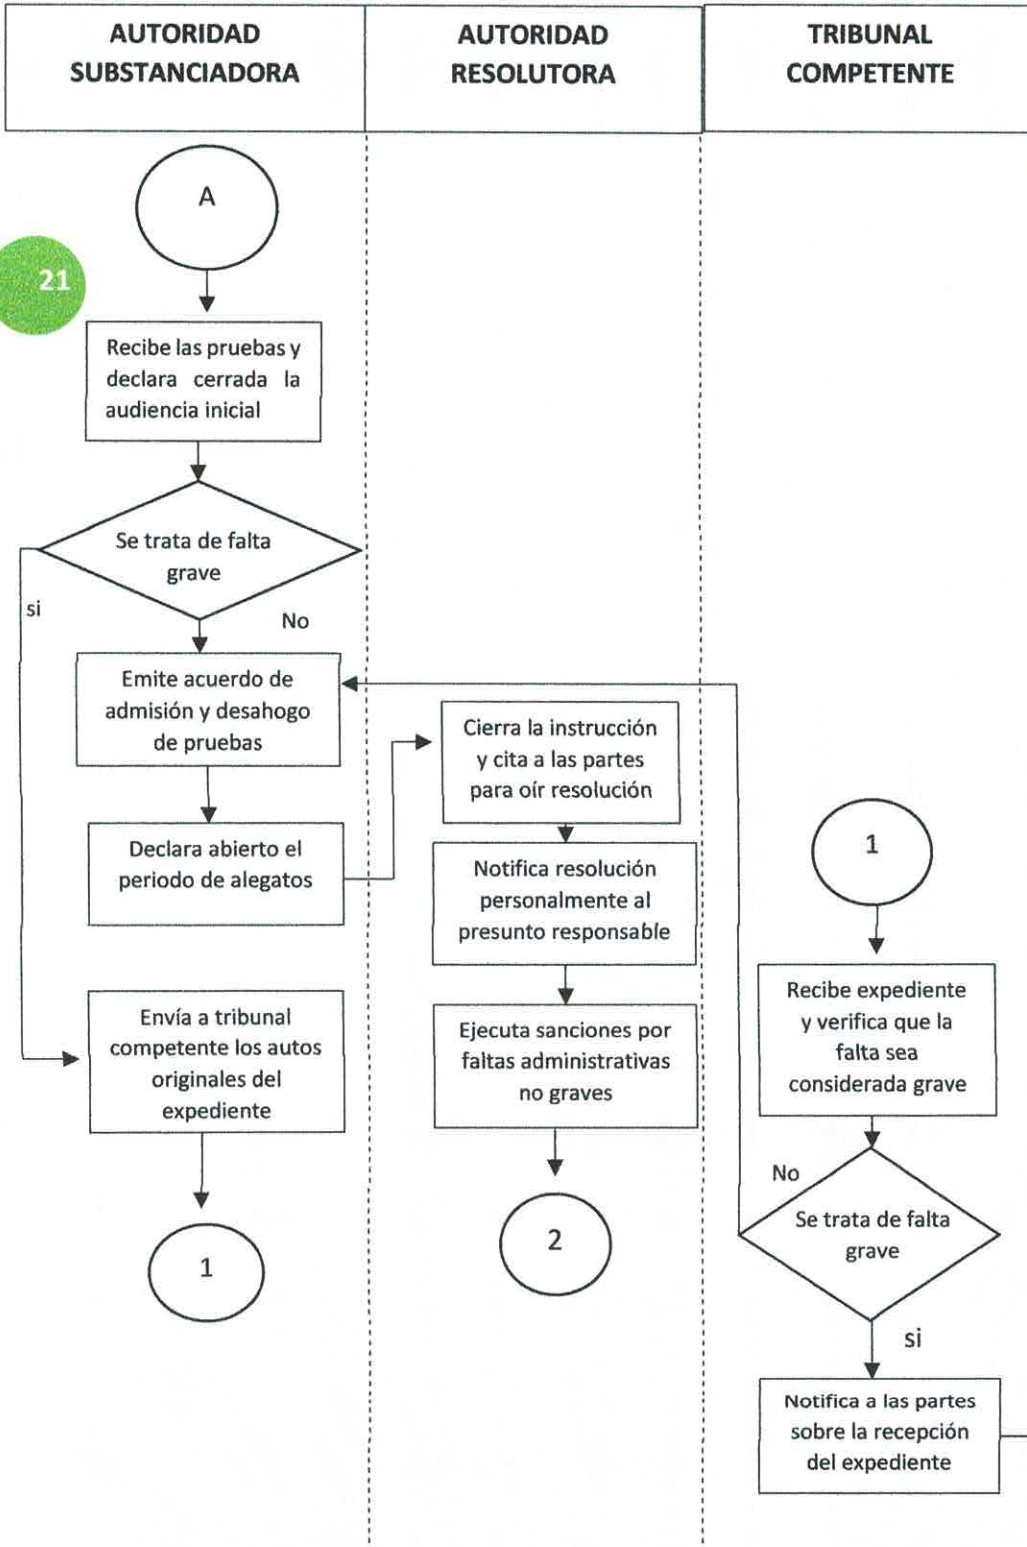 AUTORIDAD
SUBSTANCIADORA
AUTORIDAD
RESOLUTORA
TRIBUNAL
COMPETENTE
A
21
Recibe las pruebas y
declara cerrada la
audiencia inicial
Se trata de falta
grave
si
No
Emite acuerdo de
admisión y desahogo
de pruebas
Declara abierto el
periodo de alegatos
Envía a tribunal
competente los autos
originales del
expediente
1
Cierra la instrucción
y cita a las partes
para oír resolución
Notifica resolución
personalmente al
presunto responsable
Ejecuta sanciones por
faltas administrativas
no graves
2
1
Recibe expediente
y verifica que la
falta sea
considerada grave
No
Se trata de falta
grave
si
Notifica a las partes
sobre la recepción
del expediente